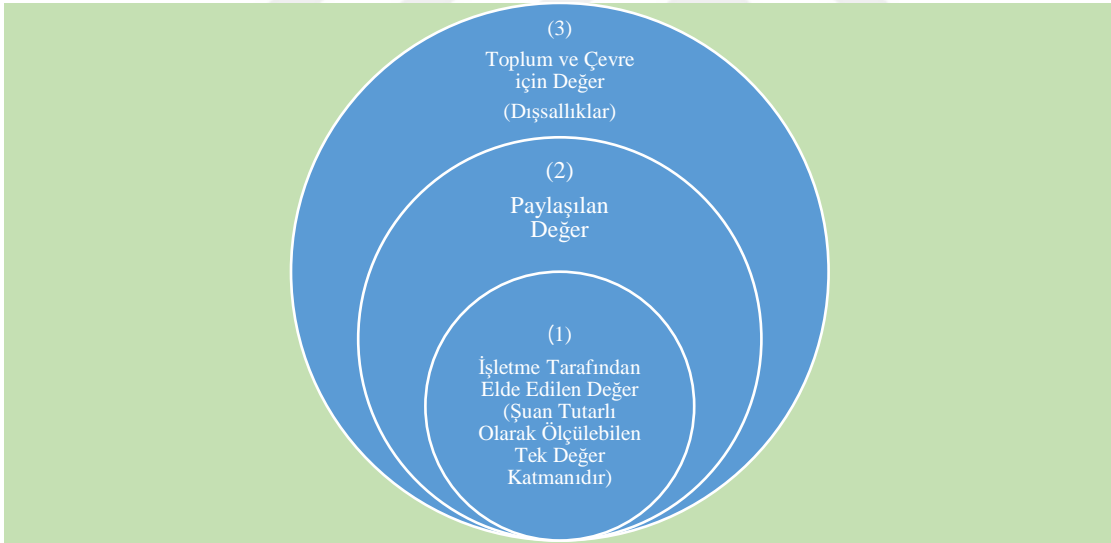 (3)
Toplum ve Çevre
için Değer
(Dışsallıklar)
(2)
Paylaşılan
Değer
(1)
İşletme Tarafından
Elde Edilen Değer
(Şuan Tutarlı
Olarak Ölçülebilen
Tek Değer
Katmanıdır)